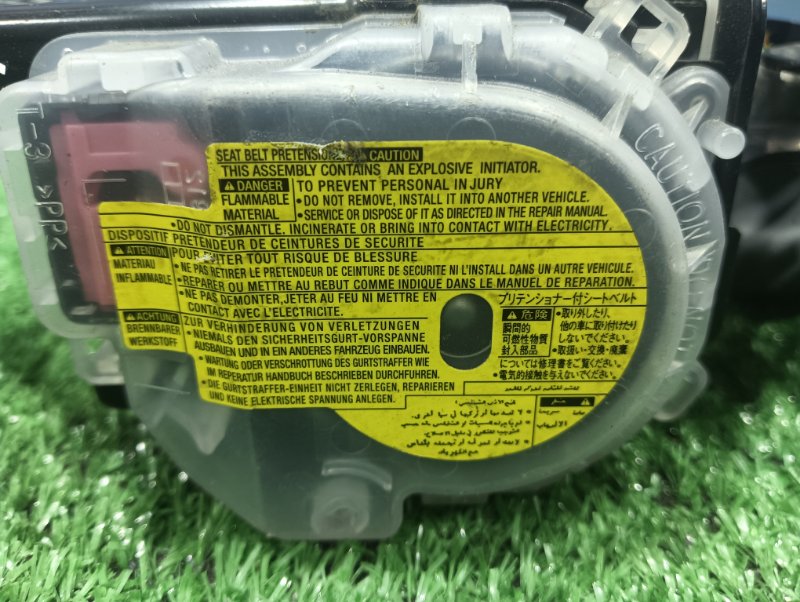 SEAT BELT PRETENSIONER ⚠ CAUTION
THIS ASSEMBLY CONTAINS AN EXPLOSIVE INITIATOR.
⚠ DANGER
FLAMMABLE
MATERIAL
TO PREVENT PERSONAL INJURY
• DO NOT REMOVE, INSTALL IT INTO ANOTHER VEHICLE.
• SERVICE OR DISPOSE OF IT AS DIRECTED IN THE REPAIR MANUAL.
• DO NOT DISMANTLE, INCINERATE OR BRING INTO CONTACT WITH ELECTRICITY.
DISPOSITIF PRETENDEUR DE CEINTURES DE SECURITE
⚠ ATTENTION
MATERIAU
INFLAMMABLE
POUR EVITER TOUT RISQUE DE BLESSURE
• NE PAS RETIRER LE PRETENDEUR DE CEINTURE DE SECURITE NI L'INSTALL DANS UN AUTRE VEHICULE.
• REPARER OU METTRE AU REBUT COMME INDIQUE DANS LE MANUEL DE REPARATION.
• NE PAS DEMONTER, JETER AU FEU NI METTRE EN
CONTACT AVEC L'ELECTRICITE.
⚠ ACHTUNG
BRENNBARER
WERKSTOFF
ZUR VERHINDERUNG VON VERLETZUNGEN
• NIEMALS DEN SICHERHEITSGURT-VORSPANNE
AUSBAUEN UND IN EIN ANDERES FAHRZEUG EINBAUEN.
• WARTUNG ODER VERSCHROTTUNG DES GURTSTRAFFER WIE
IM REPERATUR HANDBUCH BESCHRIEBEN DURCHFUHREN.
• DIE GURTSTRAFFER-EINHEIT NICHT ZERLEGEN, REPARIEREN
UND KEINE ELEKTRISCHE SPANNUNG ANLEGEN.
プリテンショナー付シートベルト
⚠ 危険
瞬間的
可燃性物質
封入部品
• 取り外したり、
他の車に取り付けたり
しないでください。
• 取扱い・交換・廃棄
については修理書をご覧ください。
• 電気的接触を与えないでください。
T-3
>PP<
CAUTION